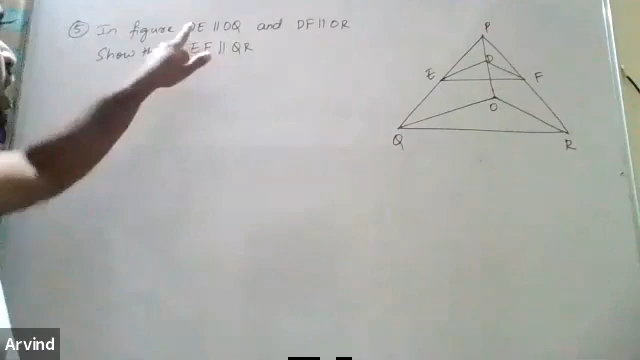 ⑤ In figure DE || OQ and DF || OR
Show EF || QR
P
D
E F
O
Q R
Arvind